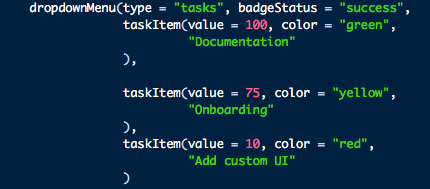 dropdownMenu(type = "tasks", badgeStatus = "success",
taskItem(value = 100, color = "green",
"Documentation"
),
taskItem(value = 75, color = "yellow",
"Onboarding"
),
taskItem(value = 10, color = "red",
"Add custom UI"
)